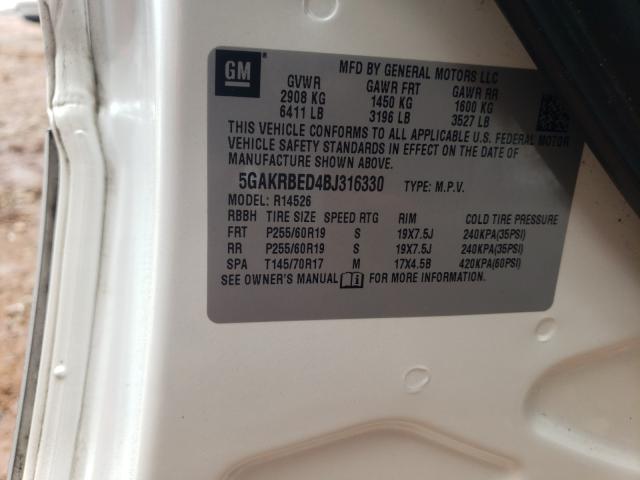 GM
MFD BY GENERAL MOTORS LLC
GVWR GAWR FRT GAWR RR
2908 KG 1450 KG 1600 KG
6411 LB 3196 LB 3527 LB
THIS VEHICLE CONFORMS TO ALL APPLICABLE U.S. FEDERAL MOTOR
VEHICLE SAFETY STANDARDS IN EFFECT ON THE DATE OF
MANUFACTURE SHOWN ABOVE.
5GAKRBED4BJ316330 TYPE: M.P.V.
MODEL: R14526
RBBH TIRE SIZE SPEED RTG RIM COLD TIRE PRESSURE
FRT P255/60R19 S 19X7.5J 240KPA(35PSI)
RR P255/60R19 S 19X7.5J 240KPA(35PSI)
SPA T145/70R17 M 17X4.5B 420KPA(60PSI)
SEE OWNER'S MANUAL FOR MORE INFORMATION.